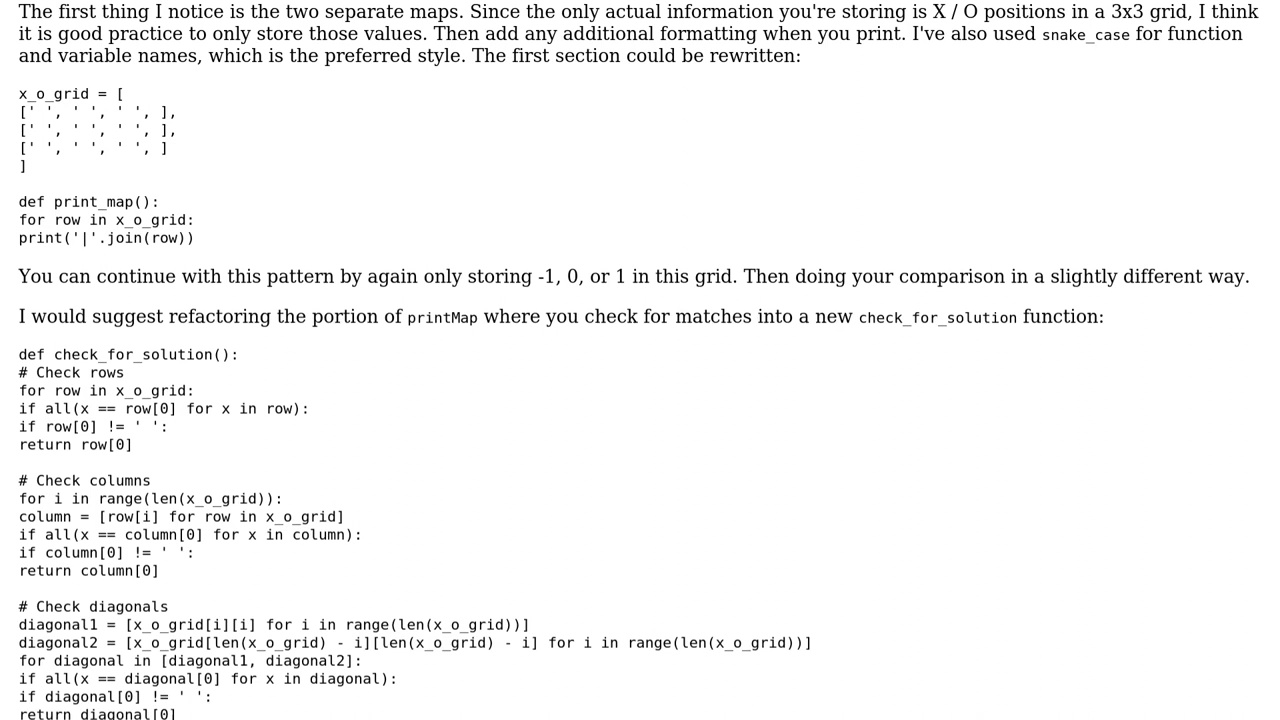 The first thing I notice is the two separate maps. Since the only actual information you're storing is X / O positions in a 3x3 grid, I think
it is good practice to only store those values. Then add any additional formatting when you print. I've also used snake_case for function
and variable names, which is the preferred style. The first section could be rewritten:
x_o_grid = [
[' ', ' ', ' ', ],
[' ', ' ', ' ', ],
[' ', ' ', ' ', ]
]
def print_map():
for row in x_o_grid:
print('|'.join(row))
You can continue with this pattern by again only storing -1, 0, or 1 in this grid. Then doing your comparison in a slightly different way.
I would suggest refactoring the portion of printMap where you check for matches into a new check_for_solution function:
def check_for_solution():
# Check rows
for row in x_o_grid:
if all(x == row[0] for x in row):
if row[0] != ' ':
return row[0]
# Check columns
for i in range(len(x_o_grid)):
column = [row[i] for row in x_o_grid]
if all(x == column[0] for x in column):
if column[0] != ' ':
return column[0]
# Check diagonals
diagonal1 = [x_o_grid[i][i] for i in range(len(x_o_grid))]
diagonal2 = [x_o_grid[len(x_o_grid) - i][len(x_o_grid) - i] for i in range(len(x_o_grid))]
for diagonal in [diagonal1, diagonal2]:
if all(x == diagonal[0] for x in diagonal):
if diagonal[0] != ' ':
return diagonal[0]